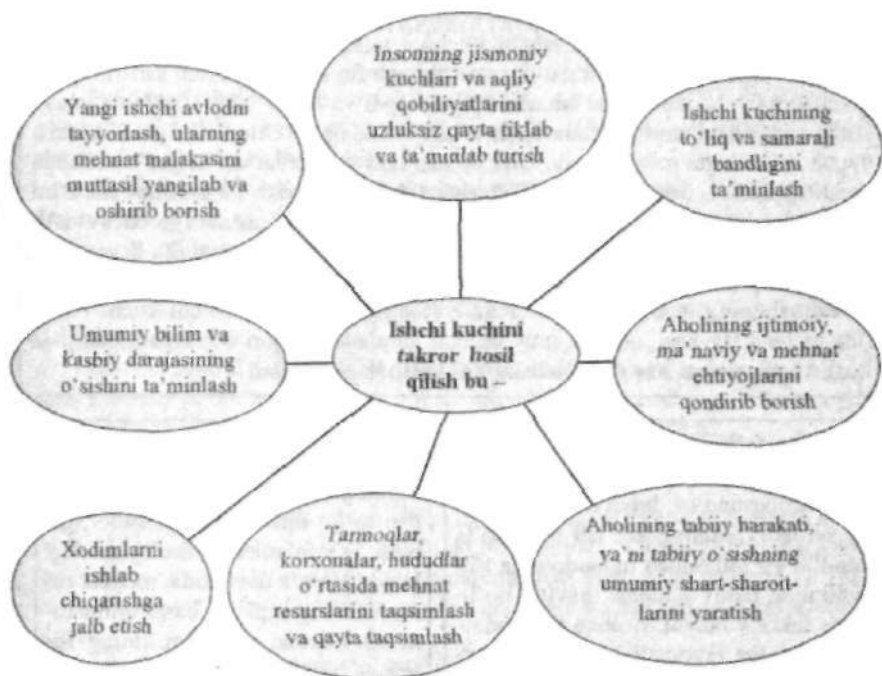 Insonning jismoniy
kuchlari va aqliy
qobiliyatlarini
uzluksiz qayta tiklab
va ta’minlab turish
Yangi ishchi avlodni
tayyorlash, ularning
mehnat malakasini
muttasil yangilab va
oshirib borish
Ishchi kuchining
to‘liq va samarali
bandligini
ta’minlash
Umumiy bilim va
kasbiy darajasining
o‘sishini ta’minlash
Ishchi kuchini
takror hosil
qilish bu –
Aholining ijtimoiy,
ma’naviy va mehnat
ehtiyojlarini
qondirib borish
Xodimlarni
ishlab
chiqarishga
jalb etish
Tarmoqlar,
korxonalar, hududlar
o‘rtasida mehnat
resurslarini taqsimlash
va qayta taqsimlash
Aholining tabiiy harakati,
ya’ni tabiiy o‘sishning
umumiy shart-sharoit-
larini yaratish